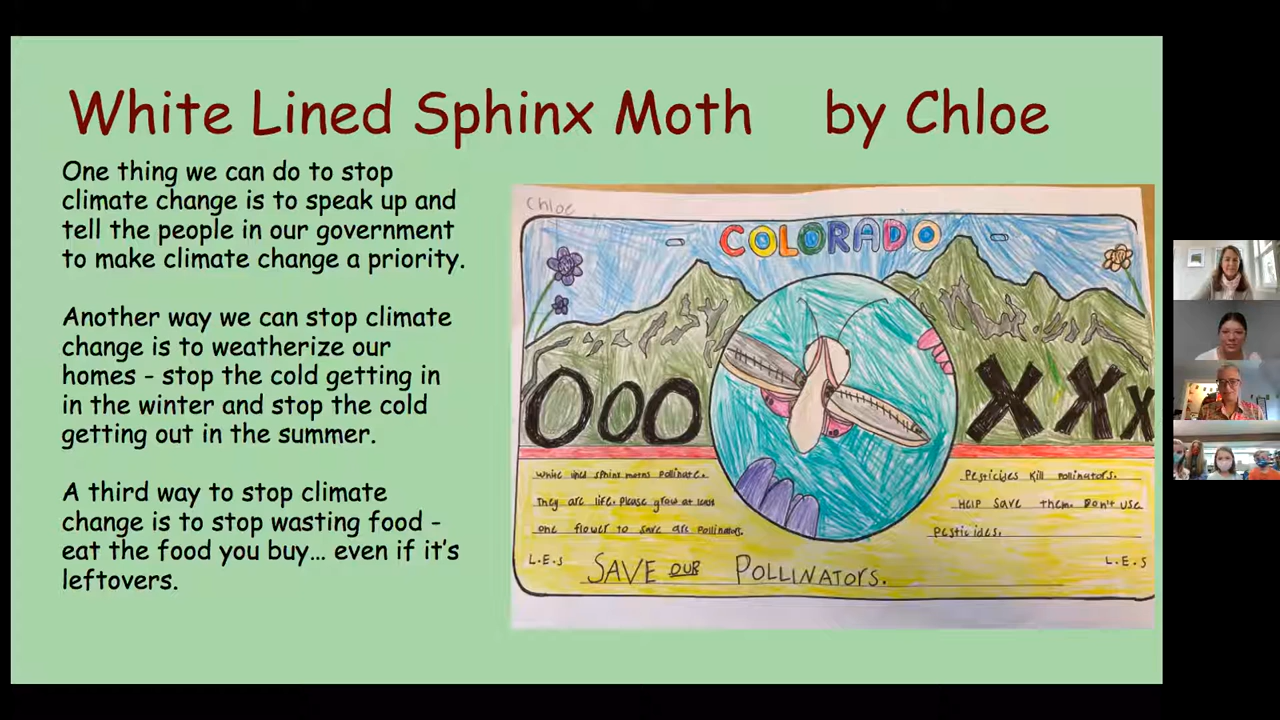 White Lined Sphinx Moth by Chloe
One thing we can do to stop
climate change is to speak up and
tell the people in our government
to make climate change a priority.
Another way we can stop climate
change is to weatherize our
homes - stop the cold getting in
in the winter and stop the cold
getting out in the summer.
A third way to stop climate
change is to stop wasting food -
eat the food you buy... even if it's
leftovers.
Chloe
COLORADO
OOO XXX
White lined sphinx moths pollinate.
They are life. Please grow at least
one flower to save are pollinators.
Pesticides kill pollinators.
HELP SAVE them. Don't use
Pesticides.
L.E.S
SAVE OUR POLLINATORS.
L.E.S